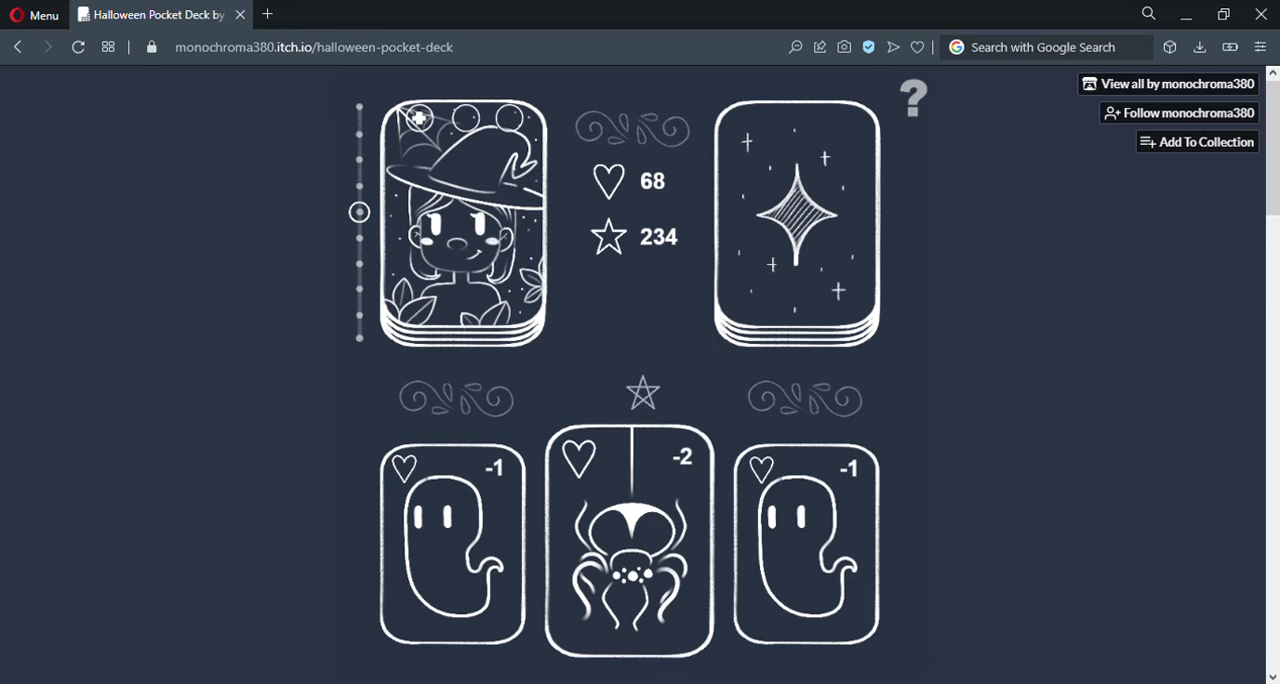 Menu
Halloween Pocket Deck by
monochroma380.itch.io/halloween-pocket-deck
Search with Google Search
View all by monochroma380
Follow monochroma380
Add To Collection
?
68
234
-1
-2
-1